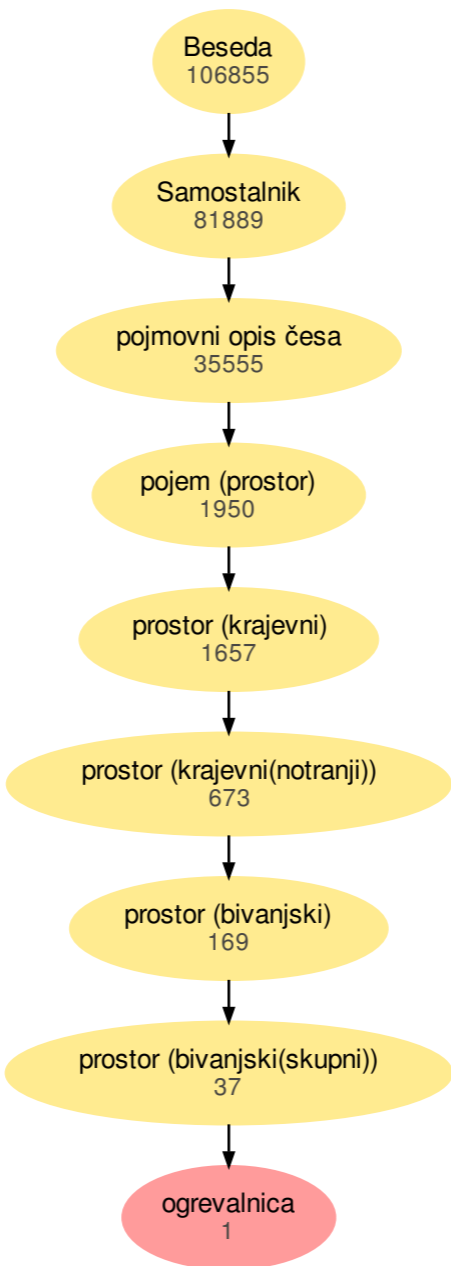 Beseda
106855
Samostalnik
81889
pojmovni opis česa
35555
pojem (prostor)
1950
prostor (krajevni)
1657
prostor (krajevni(notranji))
673
prostor (bivanjski)
169
prostor (bivanjski(skupni))
37
ogrevalnica
1